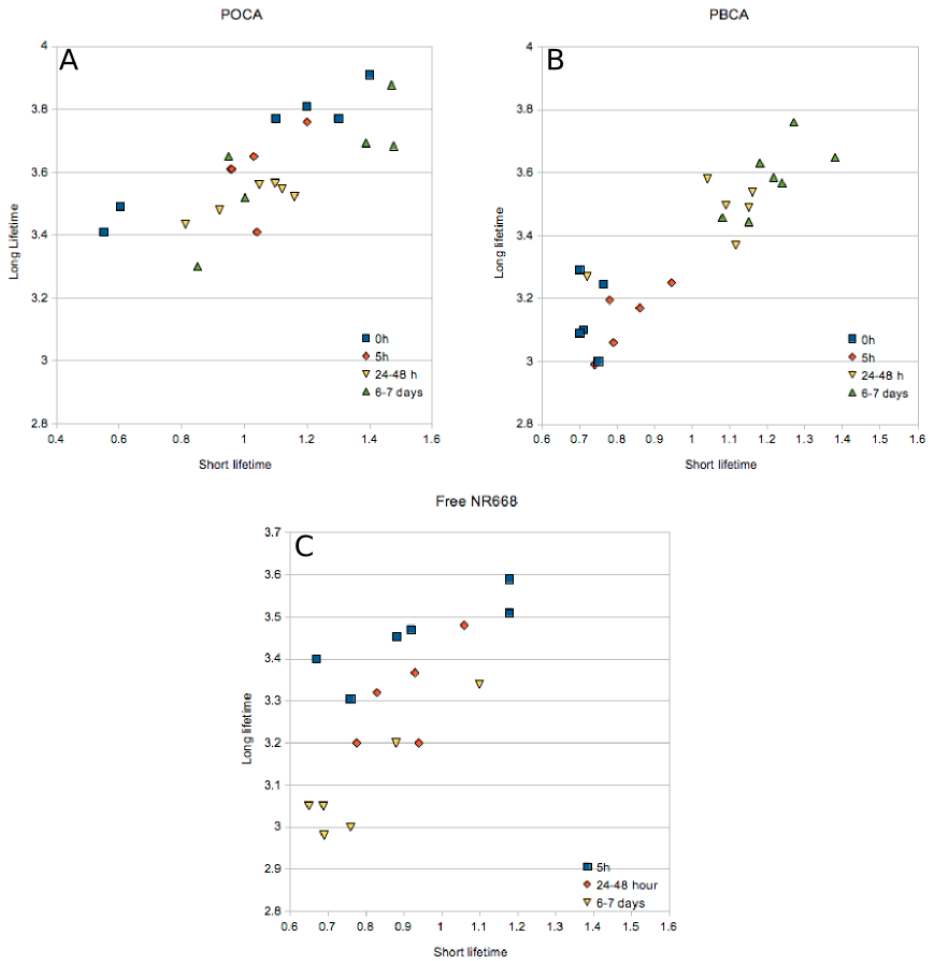 POCA
A
4
3.8
3.6
3.4
3.2
3
2.8
Long Lifetime
0h
5h
24-48 h
6-7 days
0.4 0.6 0.8 1 1.2 1.4 1.6
Short lifetime
PBCA
B
4
3.8
3.6
3.4
3.2
3
2.8
Long lifetime
0h
5h
24-48 h
6-7 days
0.6 0.7 0.8 0.9 1 1.1 1.2 1.3 1.4 1.5 1.6
Short lifetime
Free NR668
C
3.7
3.6
3.5
3.4
3.3
3.2
3.1
3
2.9
2.8
Long lifetime
5h
24-48 hour
6-7 days
0.6 0.7 0.8 0.9 1 1.1 1.2 1.3 1.4 1.5 1.6
Short lifetime